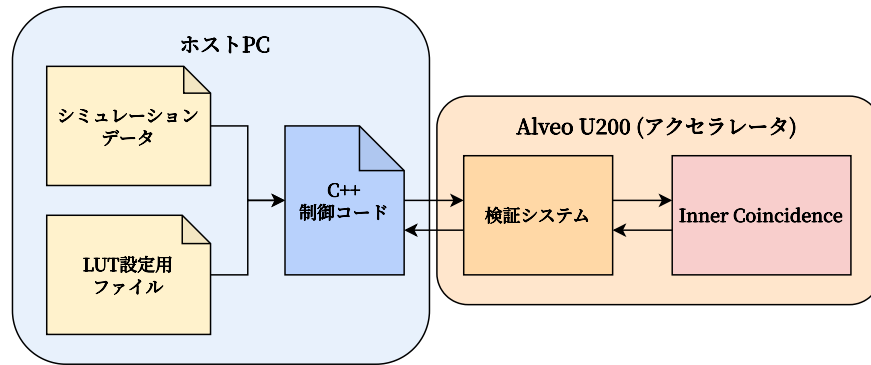 ホストPC
シミュレーション
データ
LUT設定用
ファイル
C++
制御コード
Alveo U200 (アクセラレータ)
検証システム
Inner Coincidence